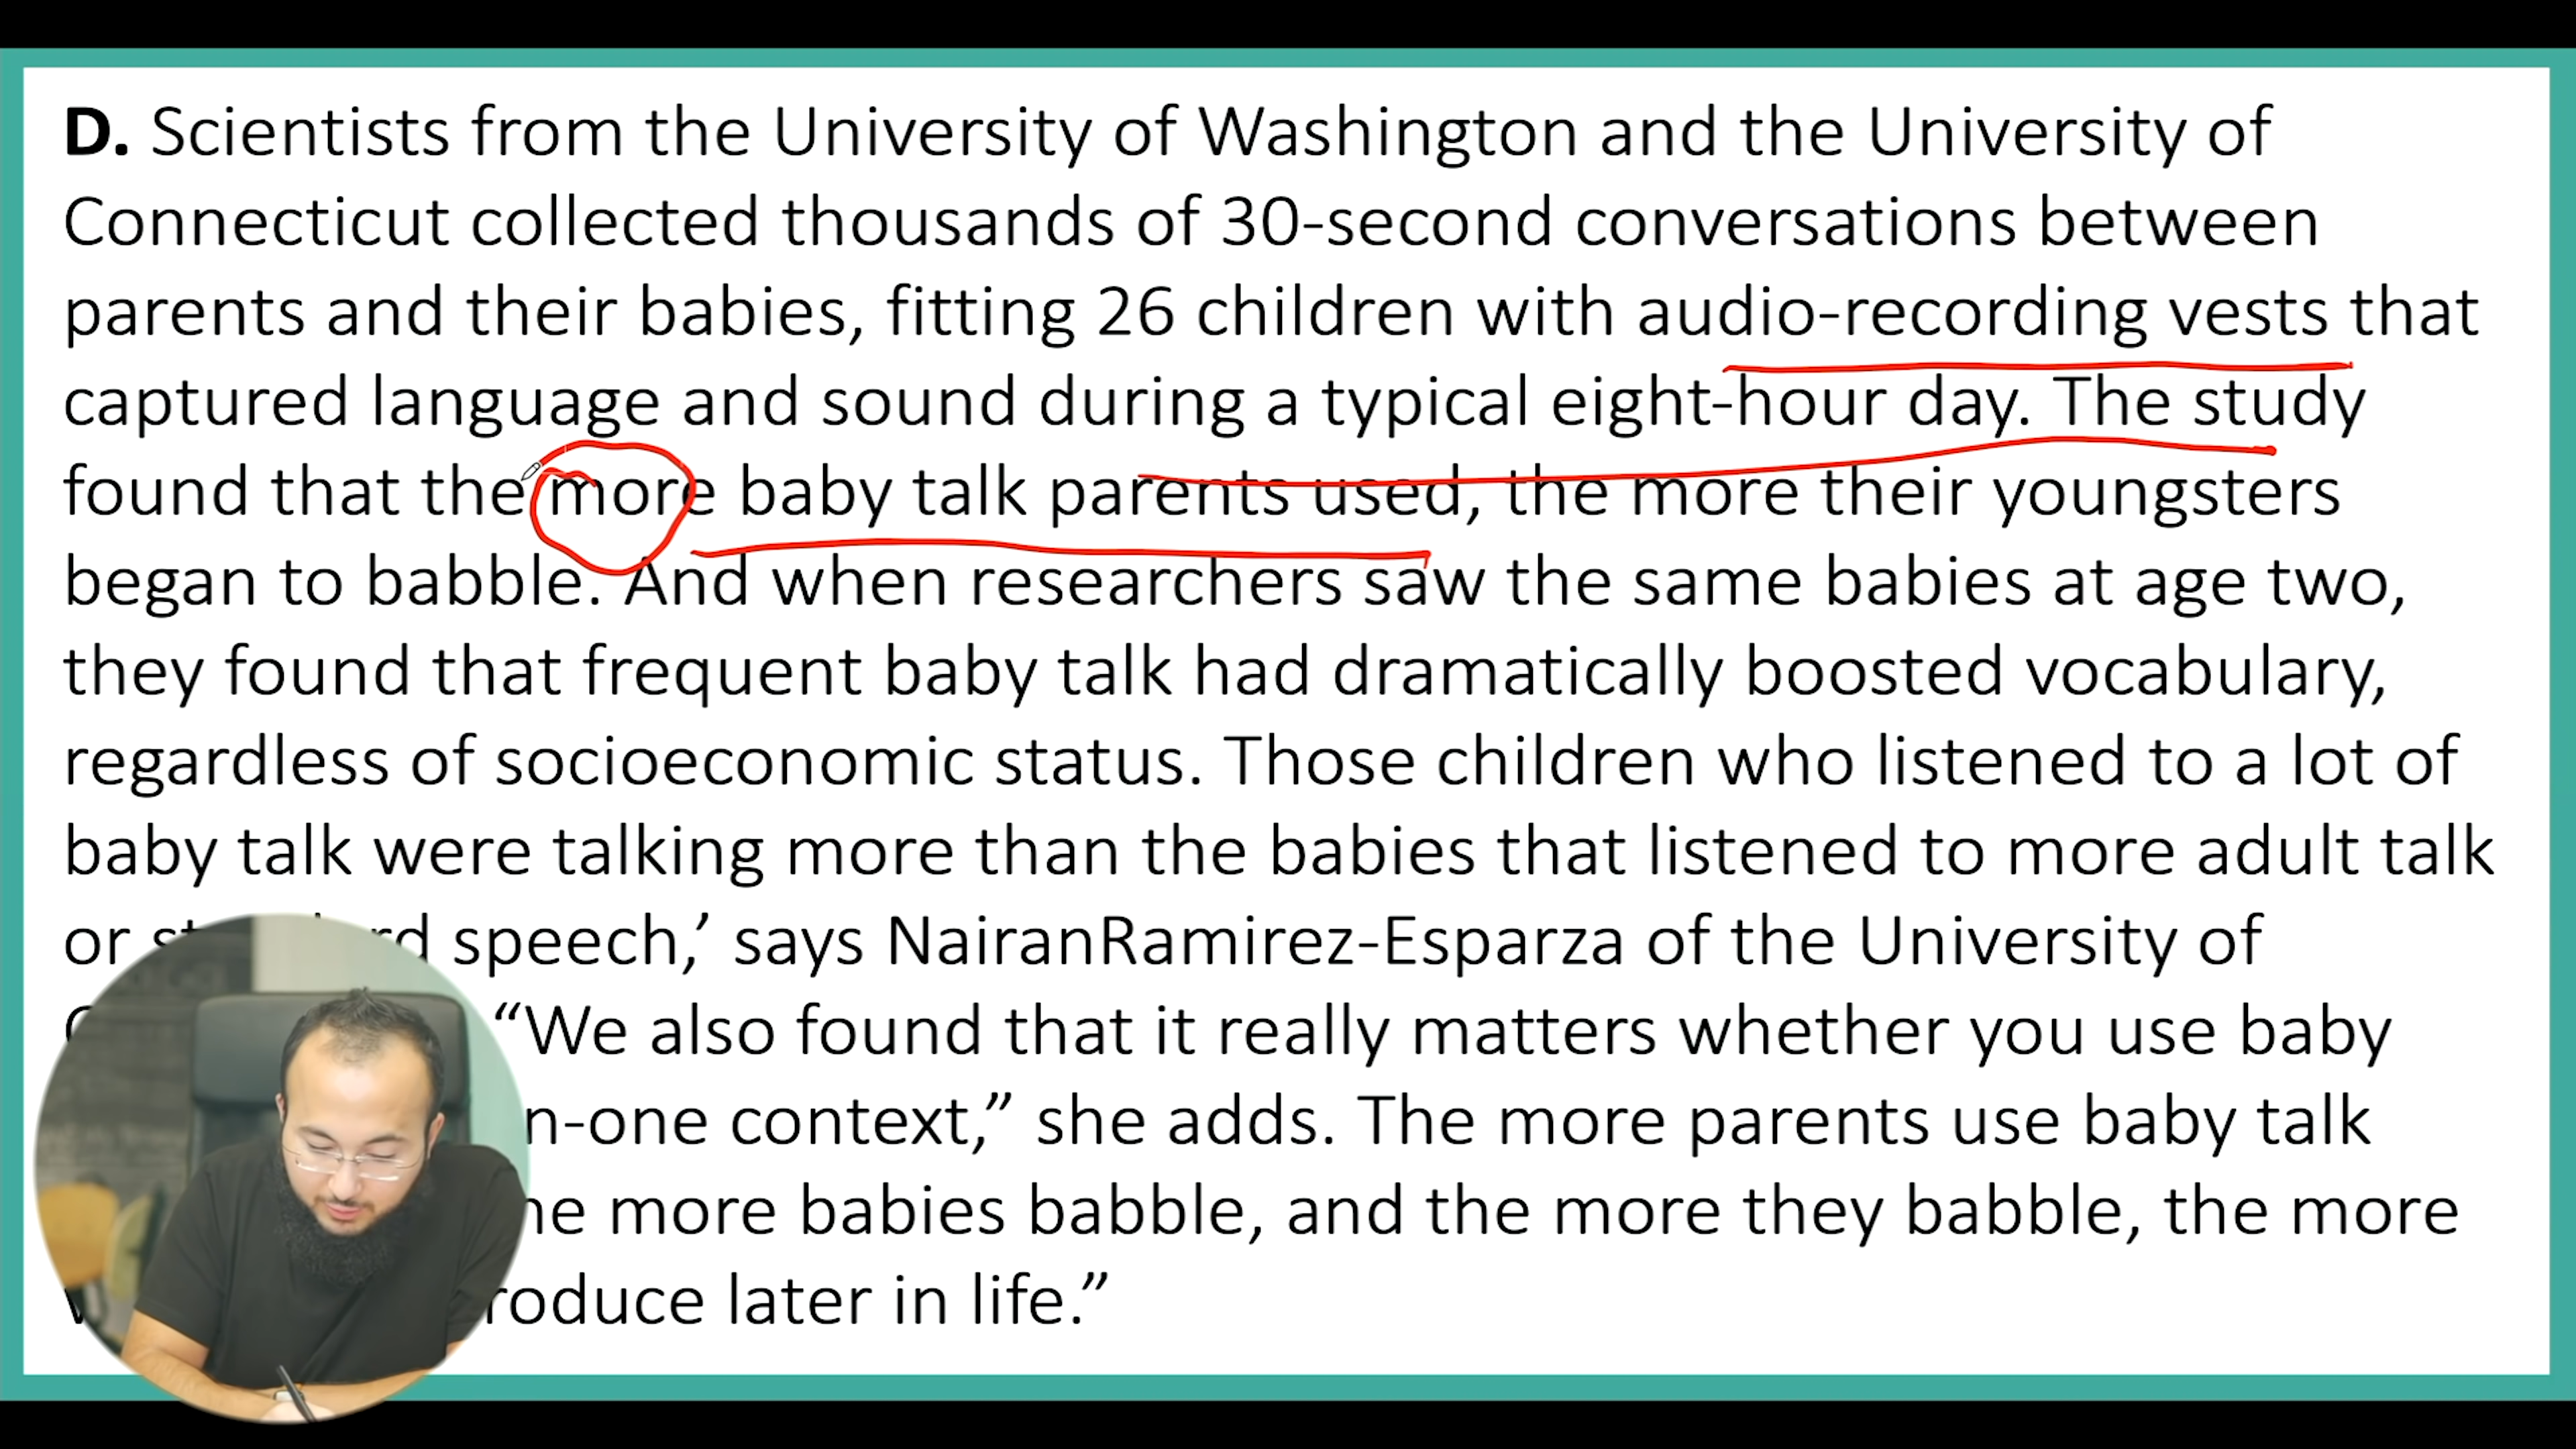 D. Scientists from the University of Washington and the University of
Connecticut collected thousands of 30-second conversations between
parents and their babies, fitting 26 children with audio-recording vests that
captured language and sound during a typical eight-hour day. The study
found that the more baby talk parents used, the more their youngsters
began to babble. And when researchers saw the same babies at age two,
they found that frequent baby talk had dramatically boosted vocabulary,
regardless of socioeconomic status. Those children who listened to a lot of
baby talk were talking more than the babies that listened to more adult talk
or speech,’ says NairanRamirez-Esparza of the University of
“We also found that it really matters whether you use baby
context,” she adds. The more parents use baby talk
more babies babble, and the more they babble, the more
later in life.”